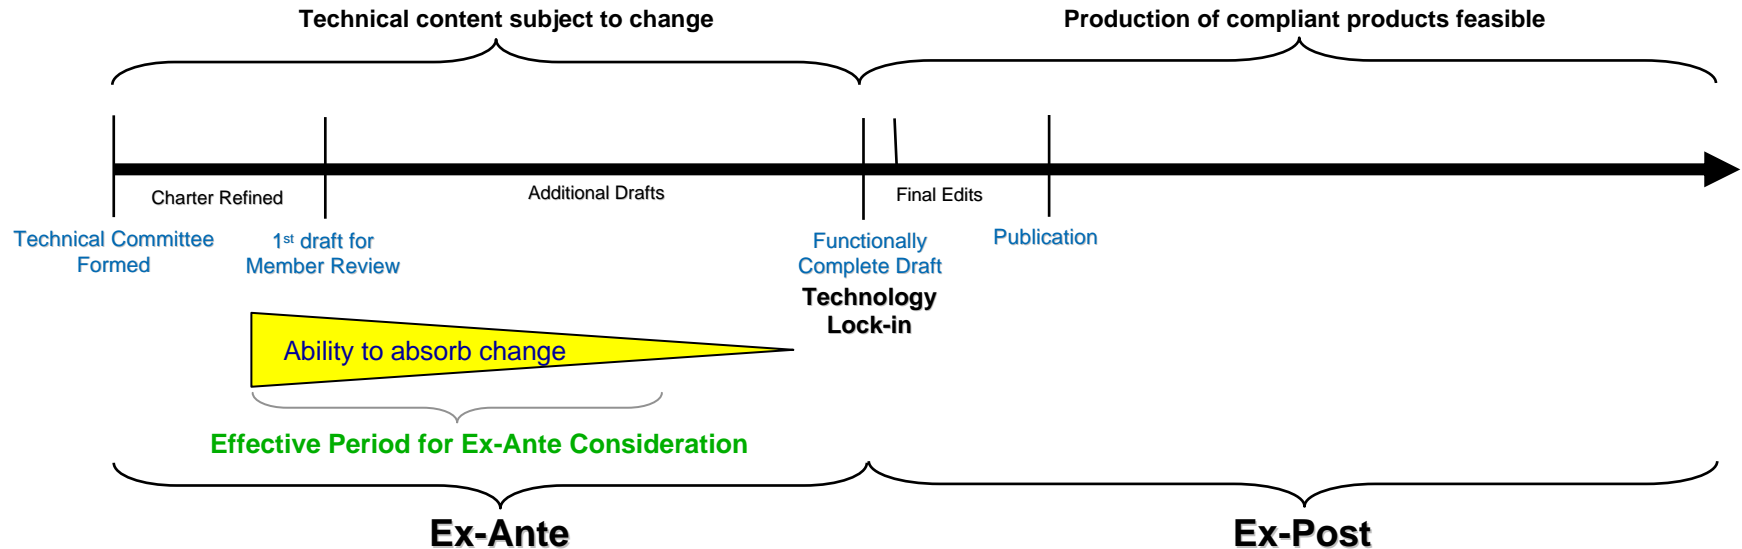 Technical content subject to change
Production of compliant products feasible
Charter Refined
Additional Drafts
Final Edits
Technical Committee
Formed
1st draft for
Member Review
Functionally
Complete Draft
Publication
Technology
Lock-in
Ability to absorb change
Effective Period for Ex-Ante Consideration
Ex-Ante
Ex-Post